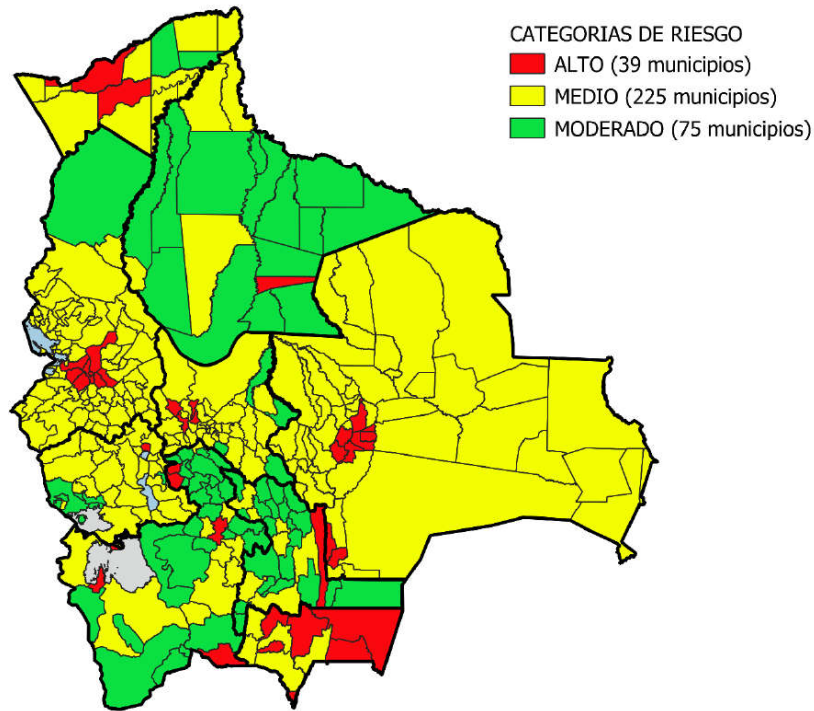 CATEGORIAS DE RIESGO
ALTO (39 municipios)
MEDIO (225 municipios)
MODERADO (75 municipios)